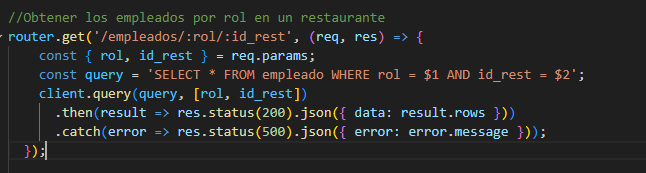 //Obtener los empleados por rol en un restaurante
router.get('/empleados/:rol/:id_rest', (req, res) => {
    const { rol, id_rest } = req.params;
    const query = 'SELECT * FROM empleado WHERE rol = $1 AND id_rest = $2';
    client.query(query, [rol, id_rest])
      .then(result => res.status(200).json({ data: result.rows }))
      .catch(error => res.status(500).json({ error: error.message }));
  });